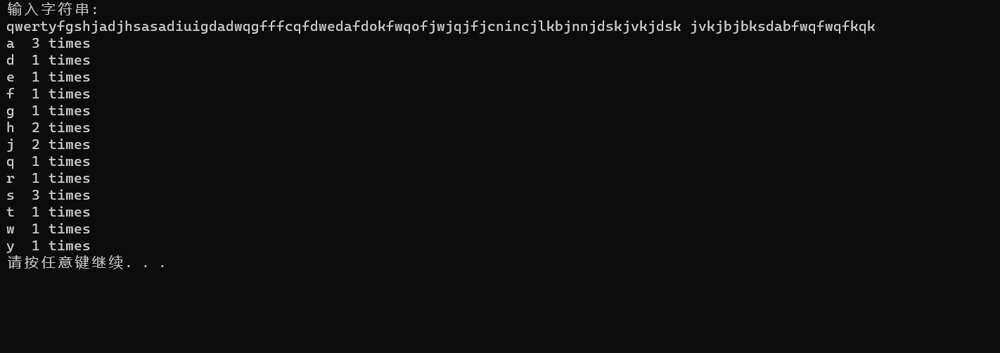 输入字符串:
qwertyfgshjadjhsasadiuigdadwqgfffcqfdwedafdokfwqofjwjqjfjcnincjlkbjnnjdskjvkjdsk jvkjbjbksdabfwqfwqfkqk
a  3 times
d  1 times
e  1 times
f  1 times
g  1 times
h  2 times
j  2 times
q  1 times
r  1 times
s  3 times
t  1 times
w  1 times
y  1 times
请按任意键继续. . .